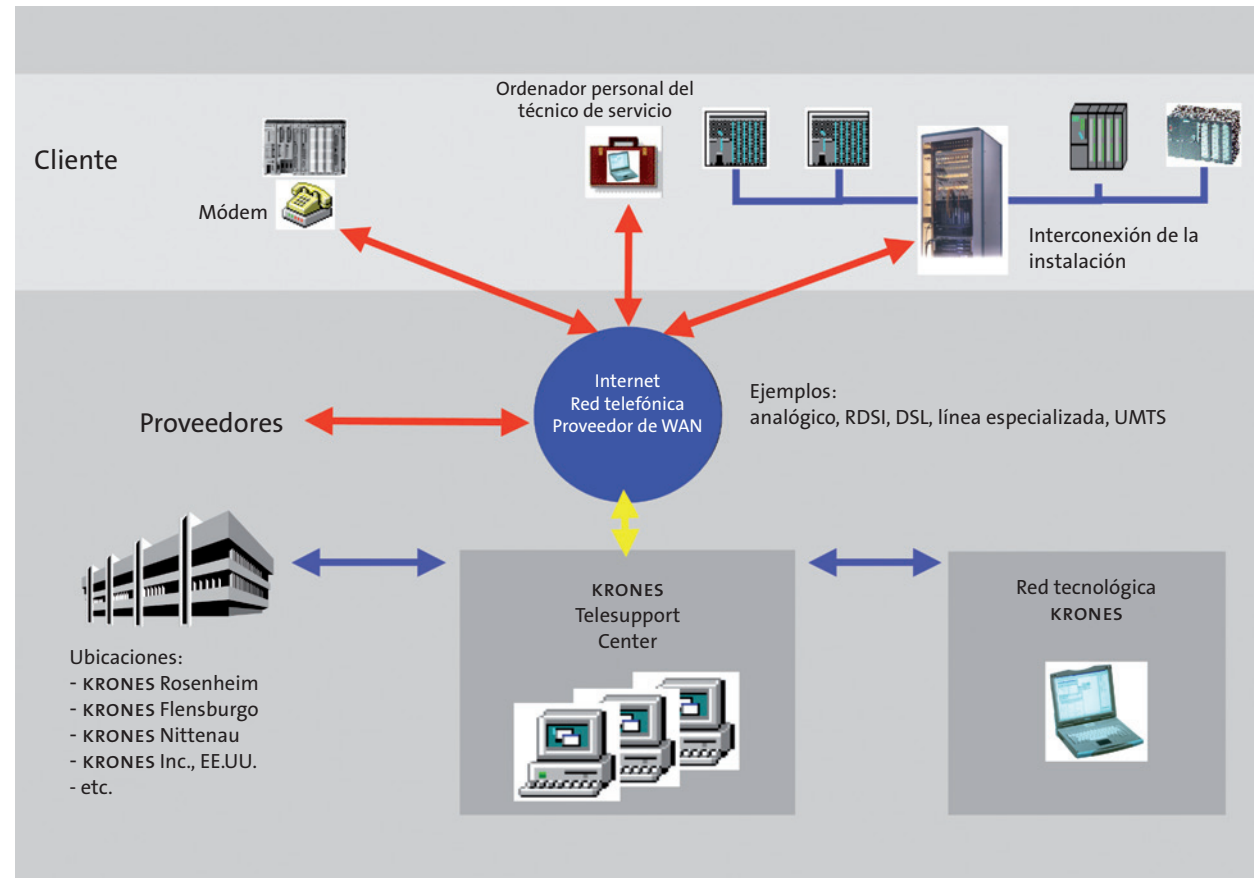 Ordenador personal del
técnico de servicio
Cliente
Módem
Interconexión de la
instalación
Internet
Red telefónica
Proveedor de WAN
Ejemplos:
analógico, RDSI, DSL, línea especializada, UMTS
Proveedores
KRONES
Telesupport
Center
Red tecnológica
KRONES
Ubicaciones:
- KRONES Rosenheim
- KRONES Flensburgo
- KRONES Nittenau
- KRONES Inc., EE.UU.
- etc.